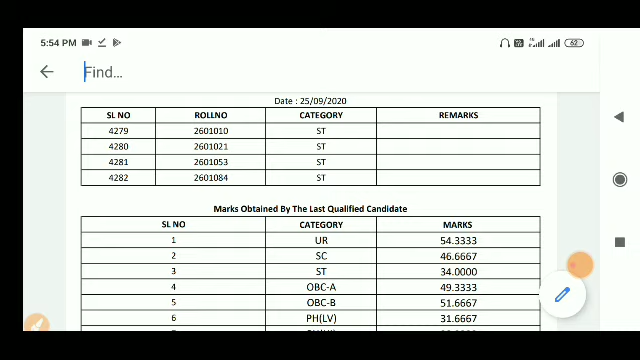 5:54 PM 62
Find...
Date : 25/09/2020
SL NO ROLLNO CATEGORY REMARKS
4279 2601010 ST
4280 2601021 ST
4281 2601053 ST
4282 2601084 ST
Marks Obtained By The Last Qualified Candidate
SL NO CATEGORY MARKS
1 UR 54.3333
2 SC 46.6667
3 ST 34.0000
4 OBC-A 49.3333
5 OBC-B 51.6667
6 PH(LV) 31.6667